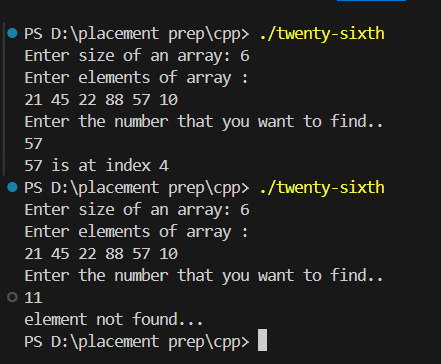 PS D:\placement prep\cpp> ./twenty-sixth
Enter size of an array: 6
Enter elements of array :
21 45 22 88 57 10
Enter the number that you want to find..
57
57 is at index 4
PS D:\placement prep\cpp> ./twenty-sixth
Enter size of an array: 6
Enter elements of array :
21 45 22 88 57 10
Enter the number that you want to find..
11
element not found...
PS D:\placement prep\cpp>